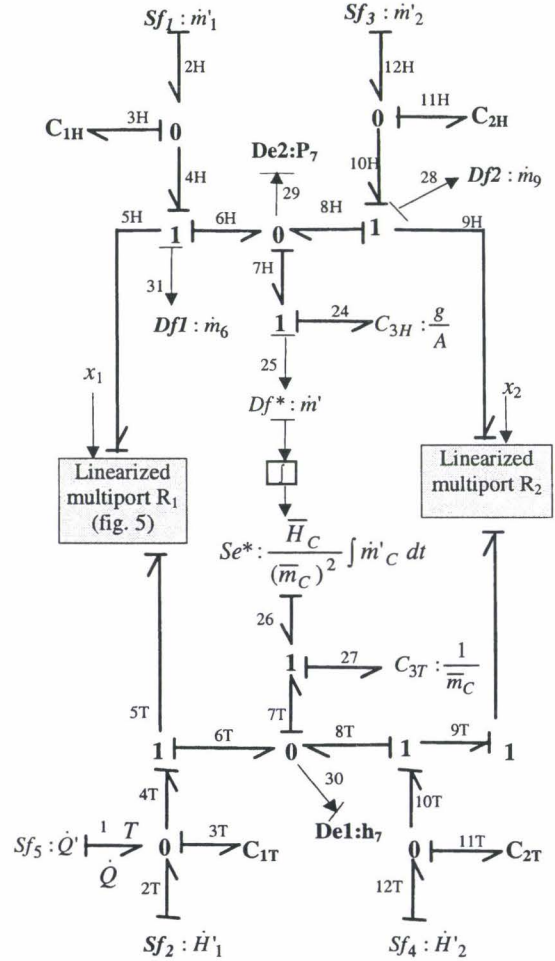 Sf₁ : ṁ'₁ Sf₃ : ṁ'₂
2H 12H
3H 11H
C₁H 0 0 C₂H
De2:P₇
4H 29 10H 28 Df2 : ṁ₉
5H 6H 8H 9H
1 0 1
31 7H
Df1 : ṁ₆ 1 24 C₃H : g/A
25
x₁ Df* : ṁ' x₂
Linearized multiport R₁ (fig. 5)
∫
Linearized multiport R₂
Se* : H̄_C/(m̄_C)² ∫ ṁ'_C dt
26
1 27 C₃T : 1/m̄_C
5T 7T
6T 8T 9T
1 0 1 1
4T 30 10T
De1:h₇
1 T 3T
Sf₅ : Q̇' 0 C₁T 0 11T C₂T
Q̇
2T 12T
Sf₂ : Ḣ'₁ Sf₄ : Ḣ'₂